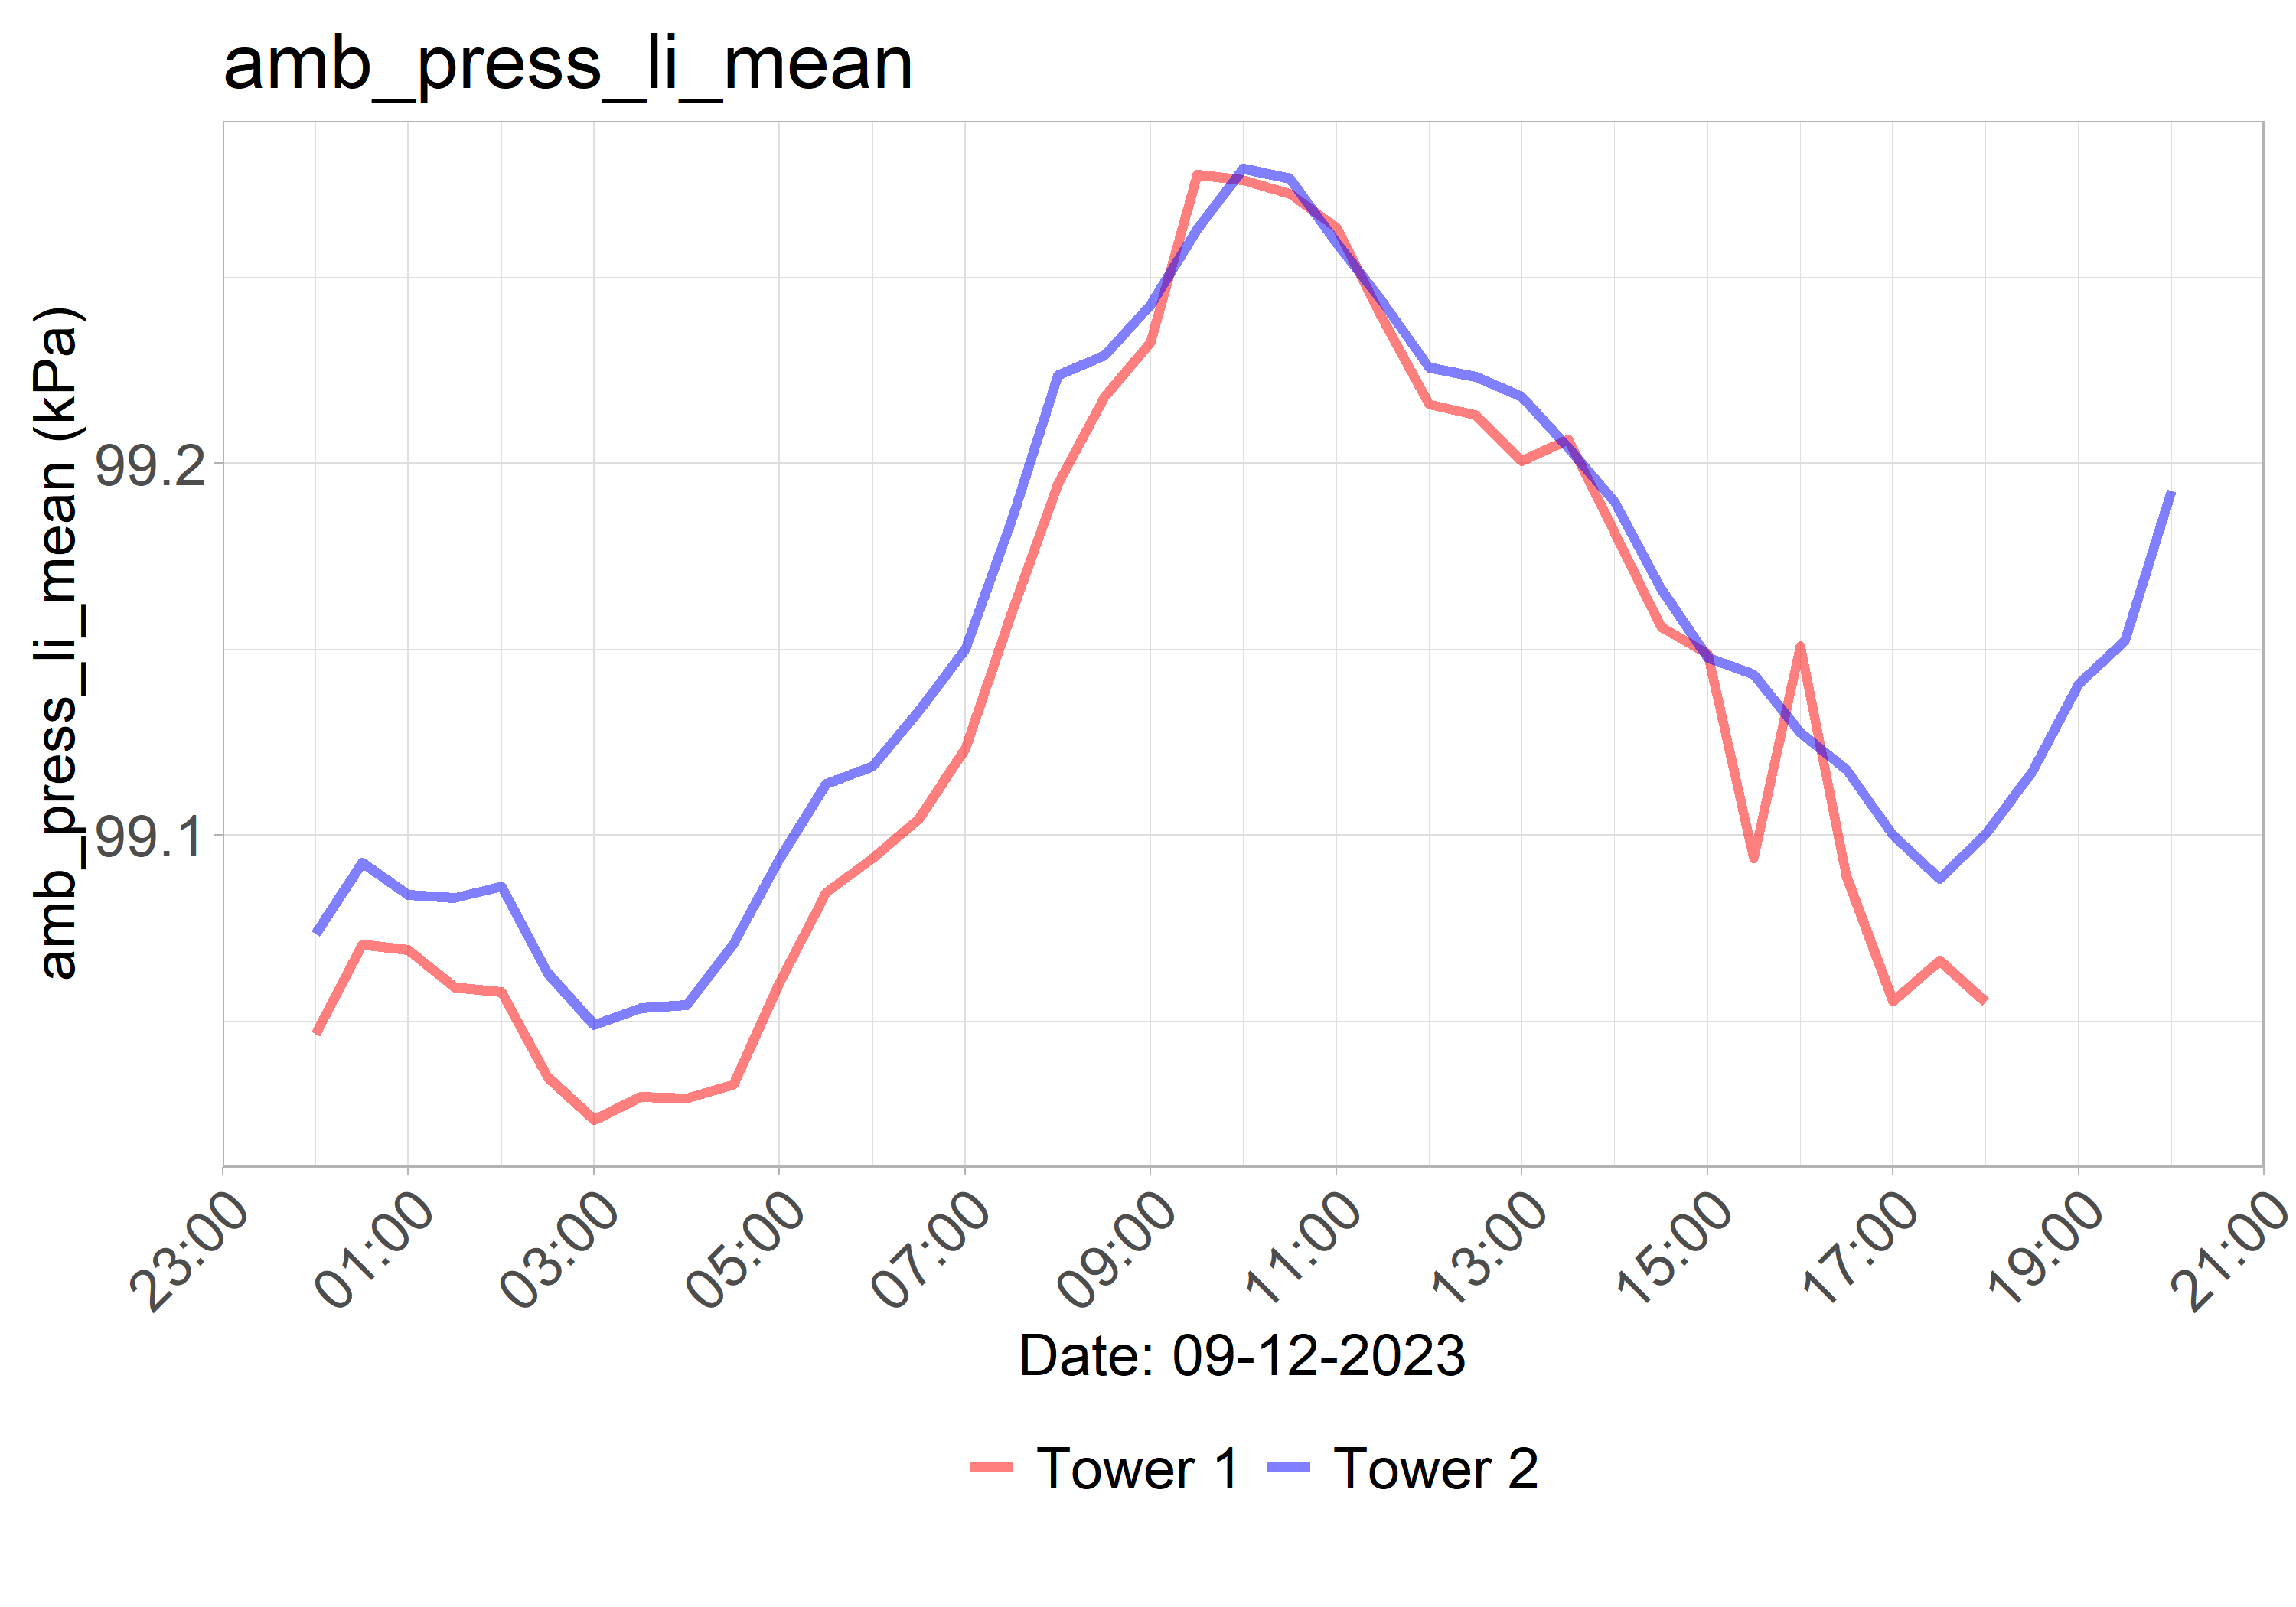 amb_press_li_mean
amb_press_li_mean (kPa)
99.2
99.1
23:00 01:00 03:00 05:00 07:00 09:00 11:00 13:00 15:00 17:00 19:00 21:00
Date: 09-12-2023
Tower 1 Tower 2